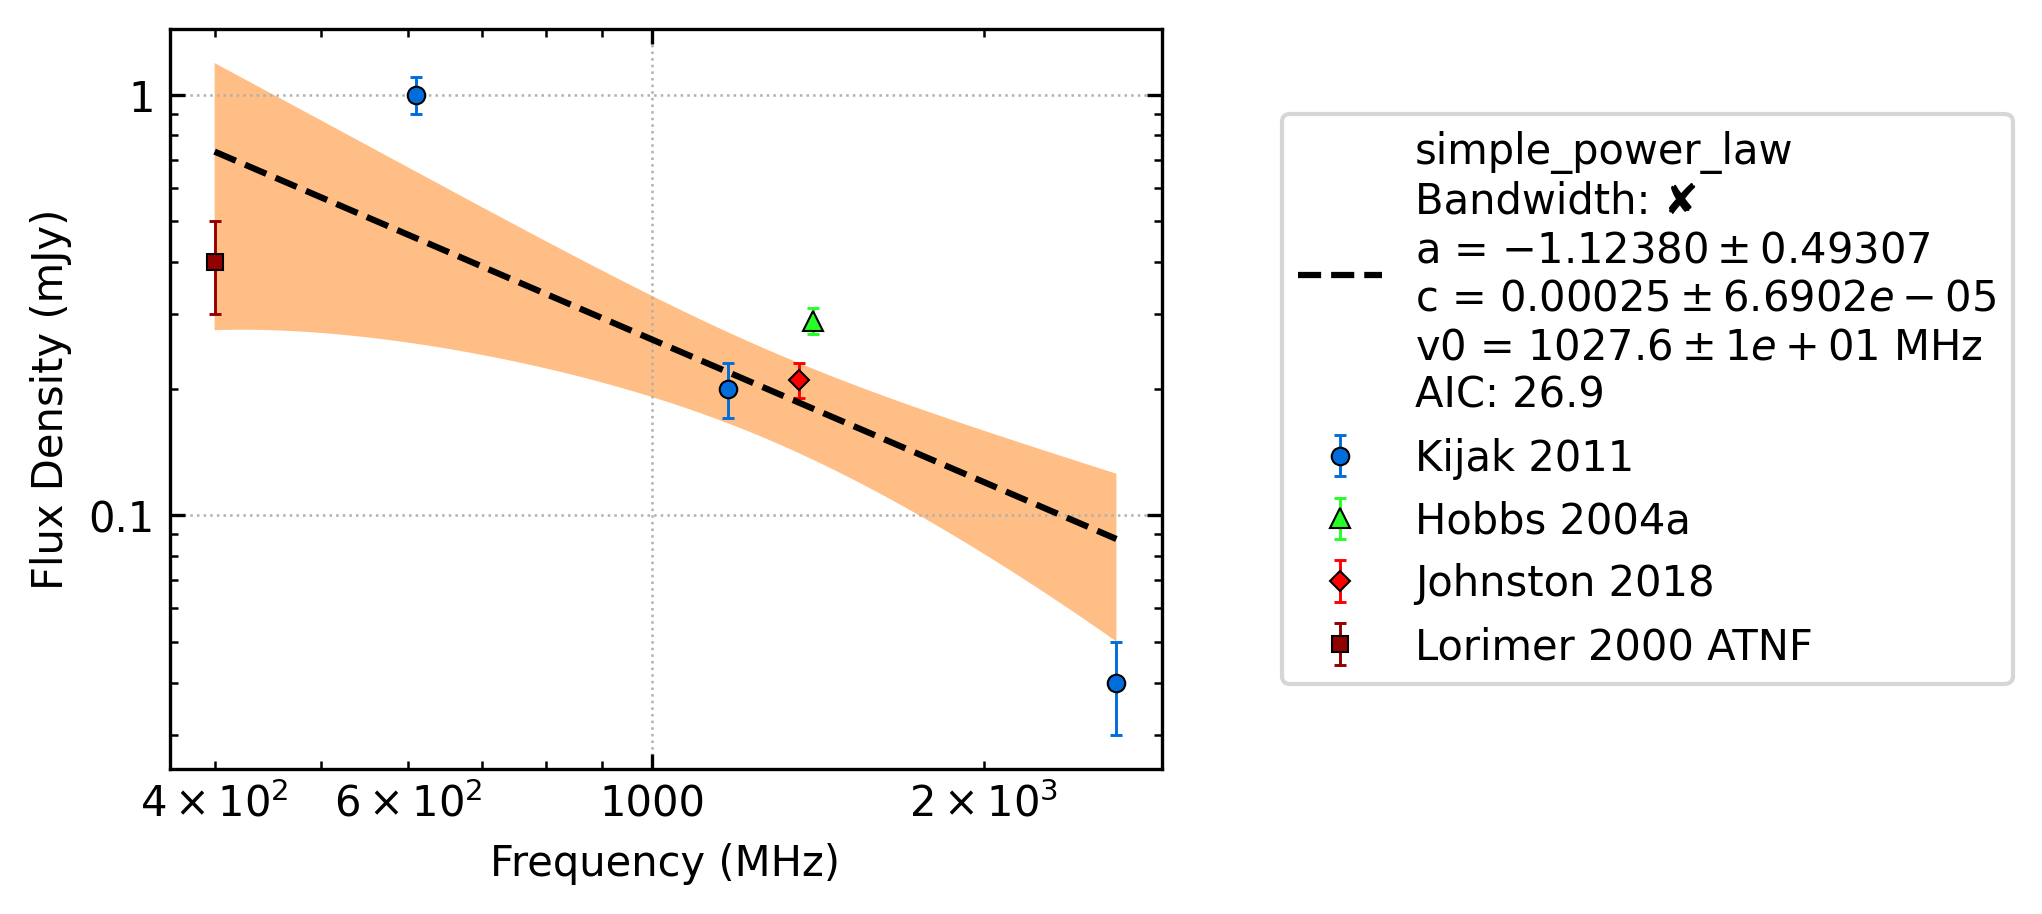 1
0.1
Flux Density (mJy)
4×10² 6×10² 1000 2×10³
Frequency (MHz)
simple_power_law
Bandwidth: ✘
a = −1.12380 ± 0.49307
c = 0.00025 ± 6.6902e − 05
v0 = 1027.6 ± 1e + 01 MHz
AIC: 26.9
Kijak 2011
Hobbs 2004a
Johnston 2018
Lorimer 2000 ATNF